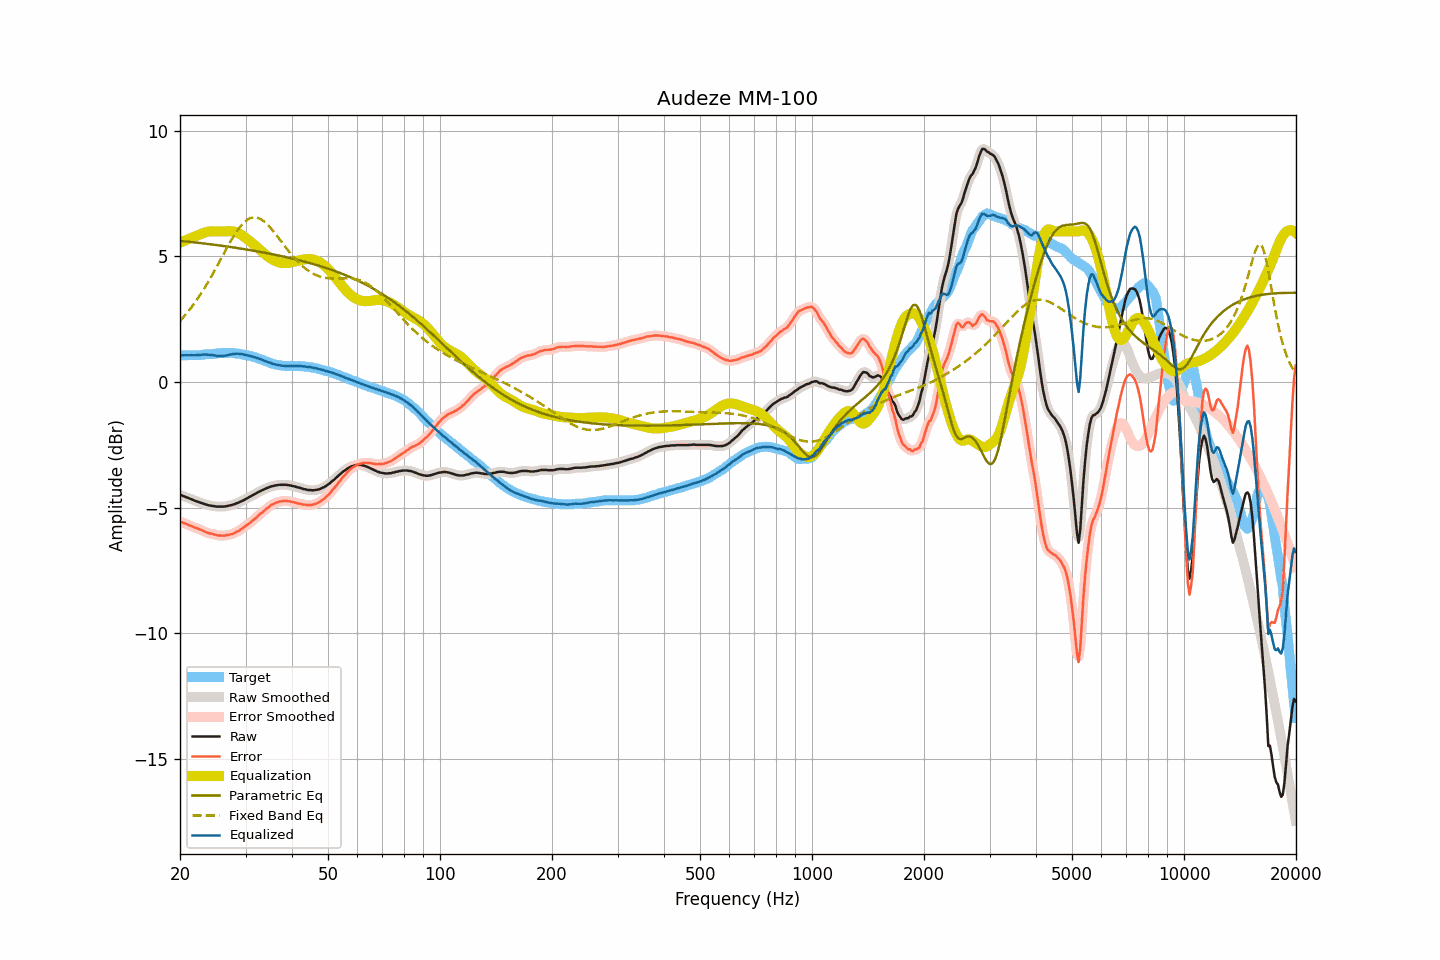 Audeze MM-100
10
5
0
−5
−10
−15
Amplitude (dBr)
Target
Raw Smoothed
Error Smoothed
Raw
Error
Equalization
Parametric Eq
Fixed Band Eq
Equalized
20 50 100 200 500 1000 2000 5000 10000 20000
Frequency (Hz)